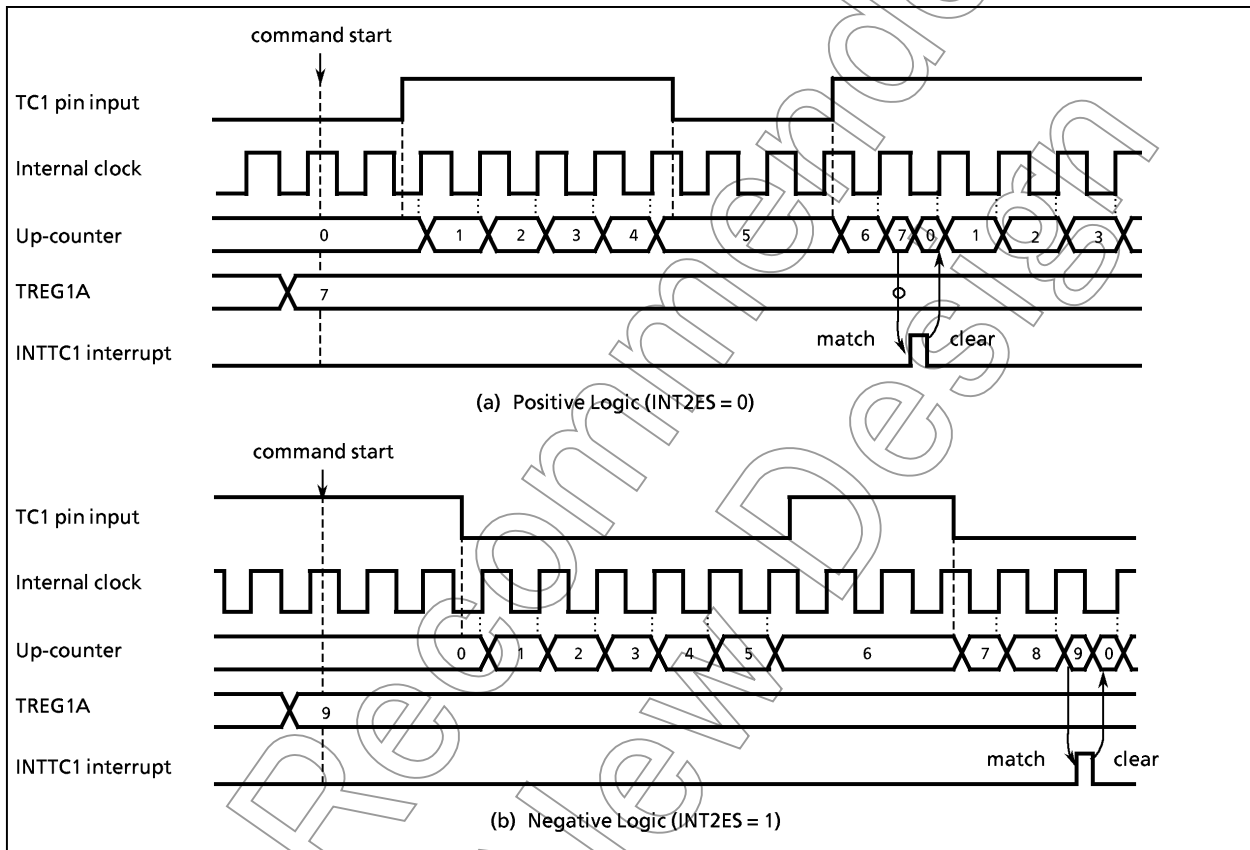 command start
TC1 pin input
Internal clock
Up-counter 0 1 2 3 4 5 6 7 0 1 2 3
TREG1A 7
match clear
INTTC1 interrupt
(a) Positive Logic (INT2ES = 0)
command start
TC1 pin input
Internal clock
Up-counter 0 1 2 3 4 5 6 7 8 9 0
TREG1A 9
match clear
INTTC1 interrupt
(b) Negative Logic (INT2ES = 1)
Recommende
ew Design